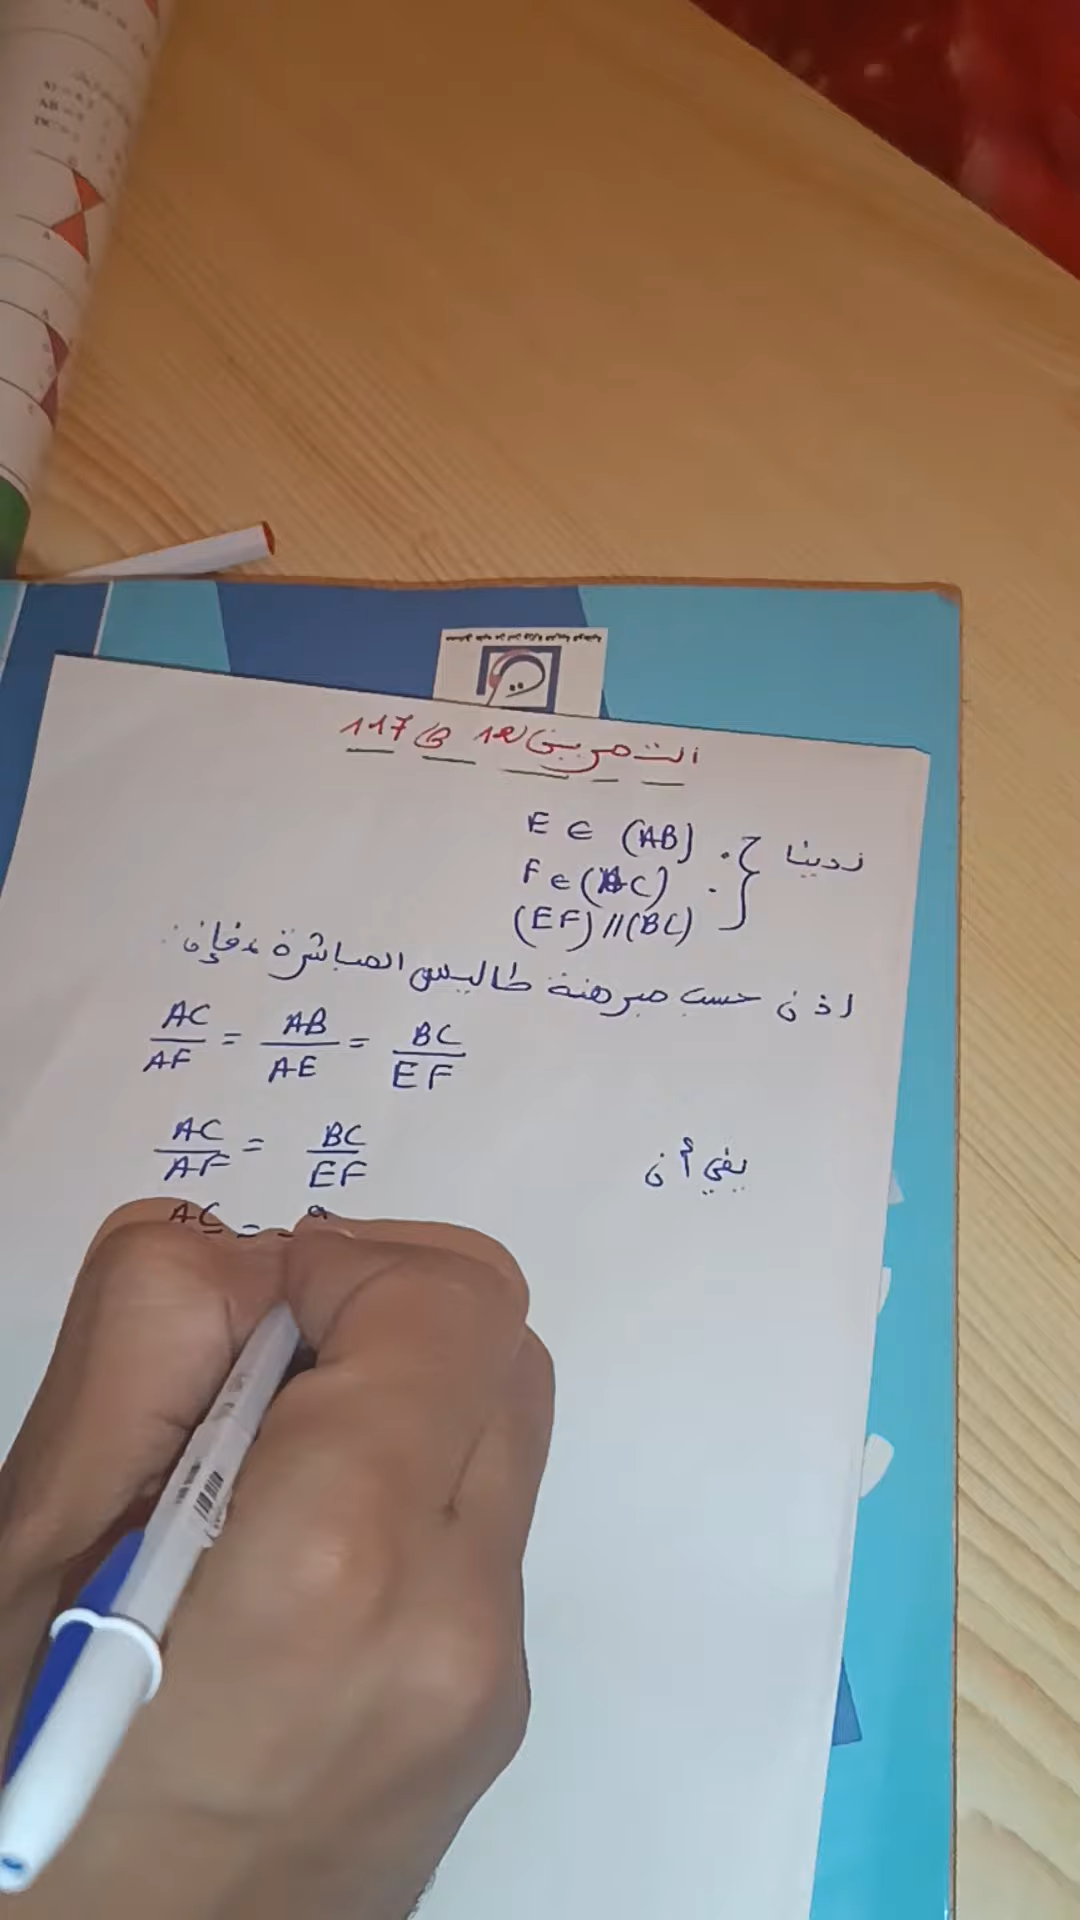 التمرين 12 ص 117
لدينا { . E ∈ (AB)
. F ∈ (AC)
(EF) // (BC)
اذن حسب مبرهنة طاليس المباشرة، فإن:
AC/AF = AB/AE = BC/EF
يعني أن AC/AF = BC/EF
AC =